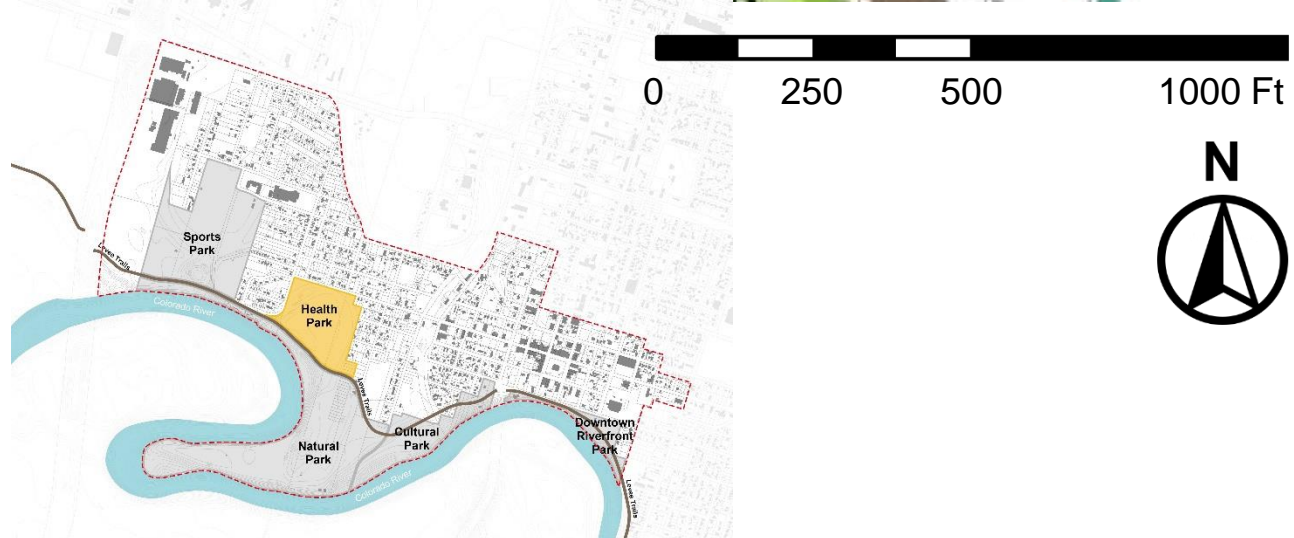 0 250 500 1000 Ft
N
Sports
Park
Levee Trails
Colorado River
Health
Park
Levee Trails
Cultural
Park
Natural
Park
Downtown
Riverfront
Park
Colorado River
Levee Trails